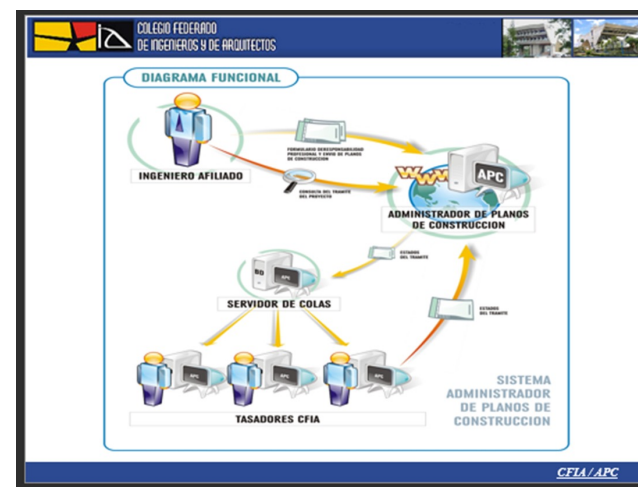 COLEGIO FEDERADO
DE INGENIEROS Y DE ARQUITECTOS
DIAGRAMA FUNCIONAL
INGENIERO AFILIADO
FORMULARIO DERESPONSABILIDAD
PROFESIONAL Y ENVIO DE PLANOS
DE CONSTRUCCION
CONSULTA DEL TRAMITE
DEL PROYECTO
WWW
APC
ADMINISTRADOR DE PLANOS
DE CONSTRUCCION
ESTADOS
DEL TRAMITE
BD
APC
SERVIDOR DE COLAS
ESTADOS
DEL TRAMITE
APC
APC
APC
TASADORES CFIA
SISTEMA
ADMINISTRADOR
DE PLANOS DE
CONSTRUCCION
CFIA/APC